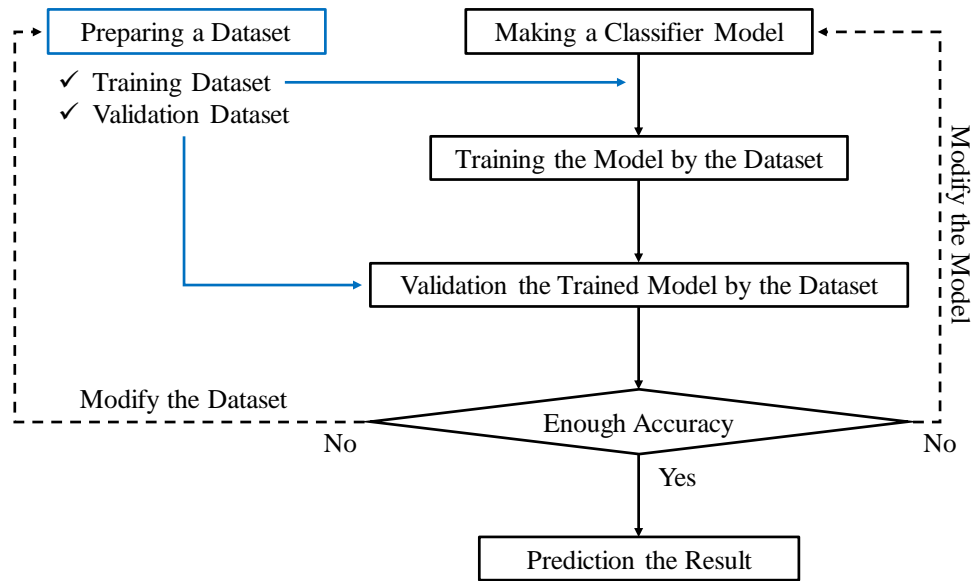 Preparing a Dataset
Making a Classifier Model
✓ Training Dataset
✓ Validation Dataset
Training the Model by the Dataset
Modify the Model
Validation the Trained Model by the Dataset
Modify the Dataset
Enough Accuracy
No
No
Yes
Prediction the Result